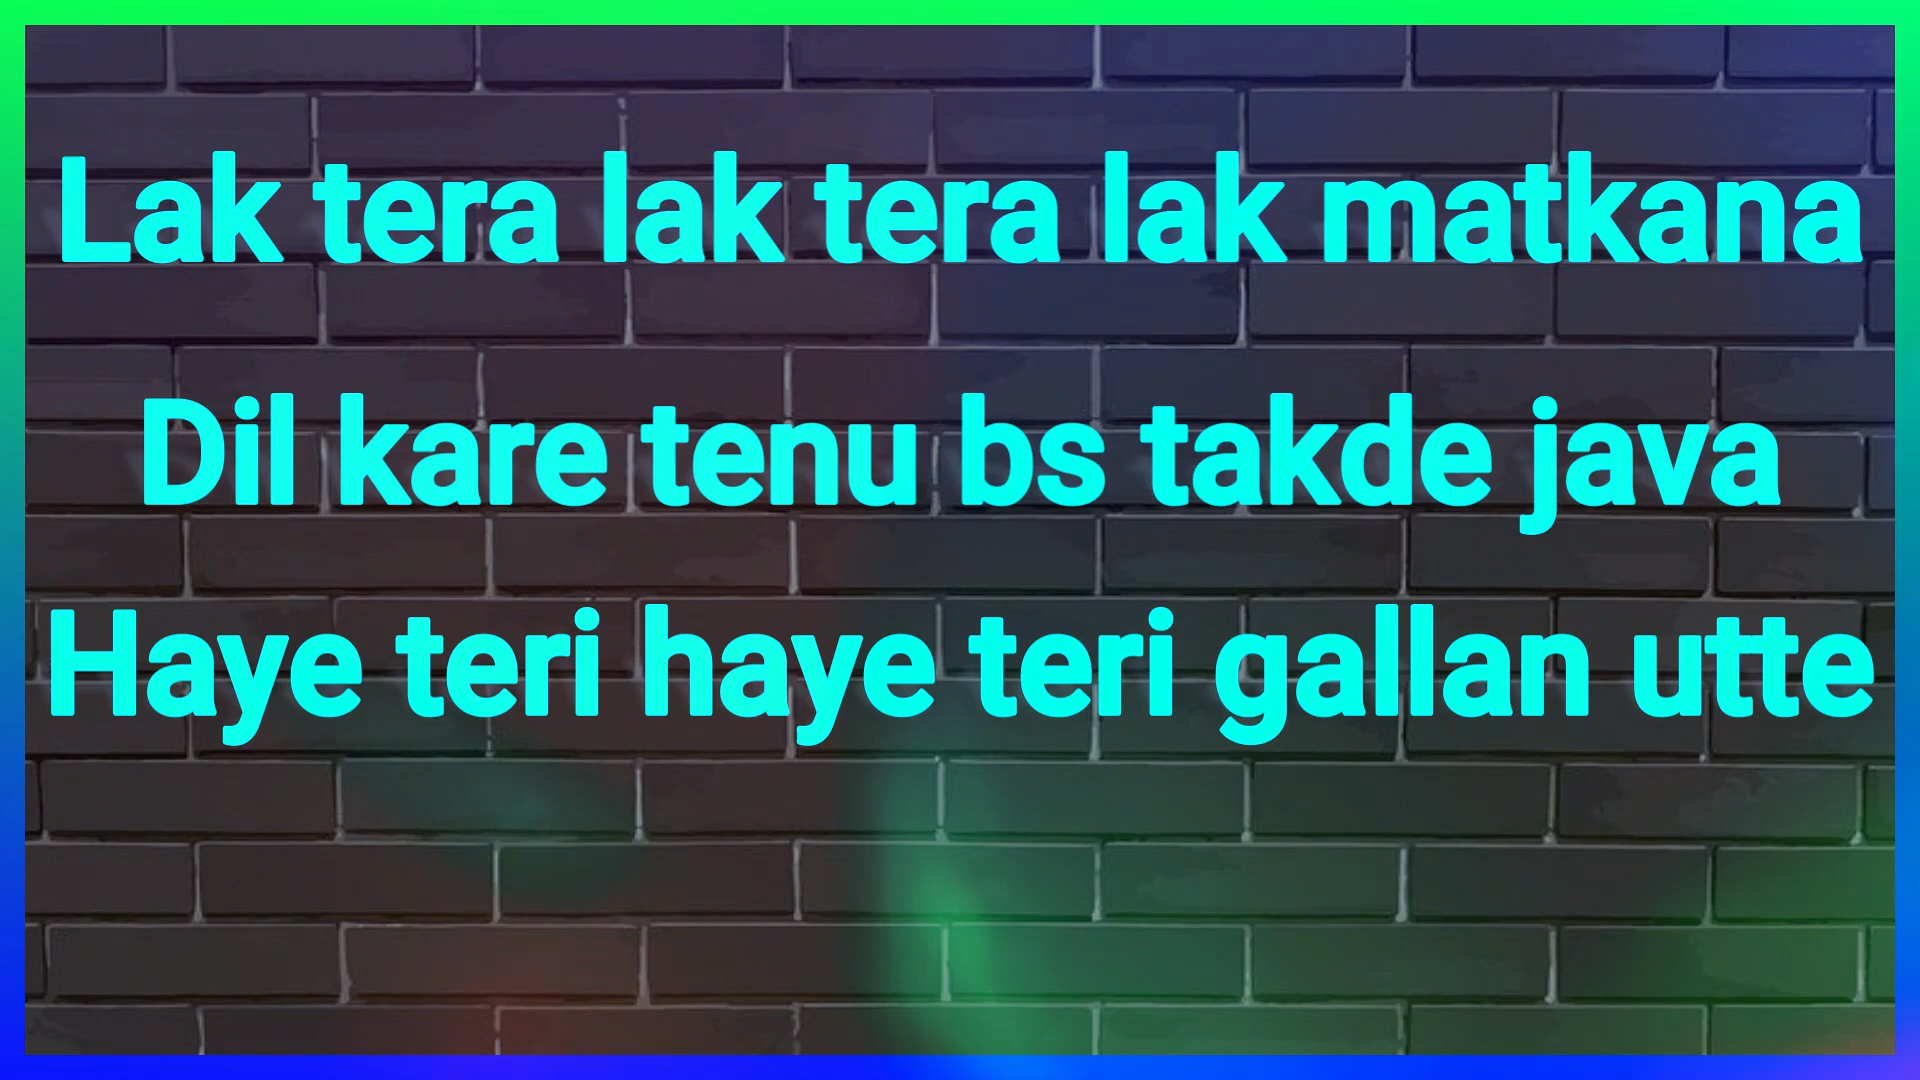 Lak tera lak tera lak matkana
Dil kare tenu bs takde java
Haye teri haye teri gallan utte